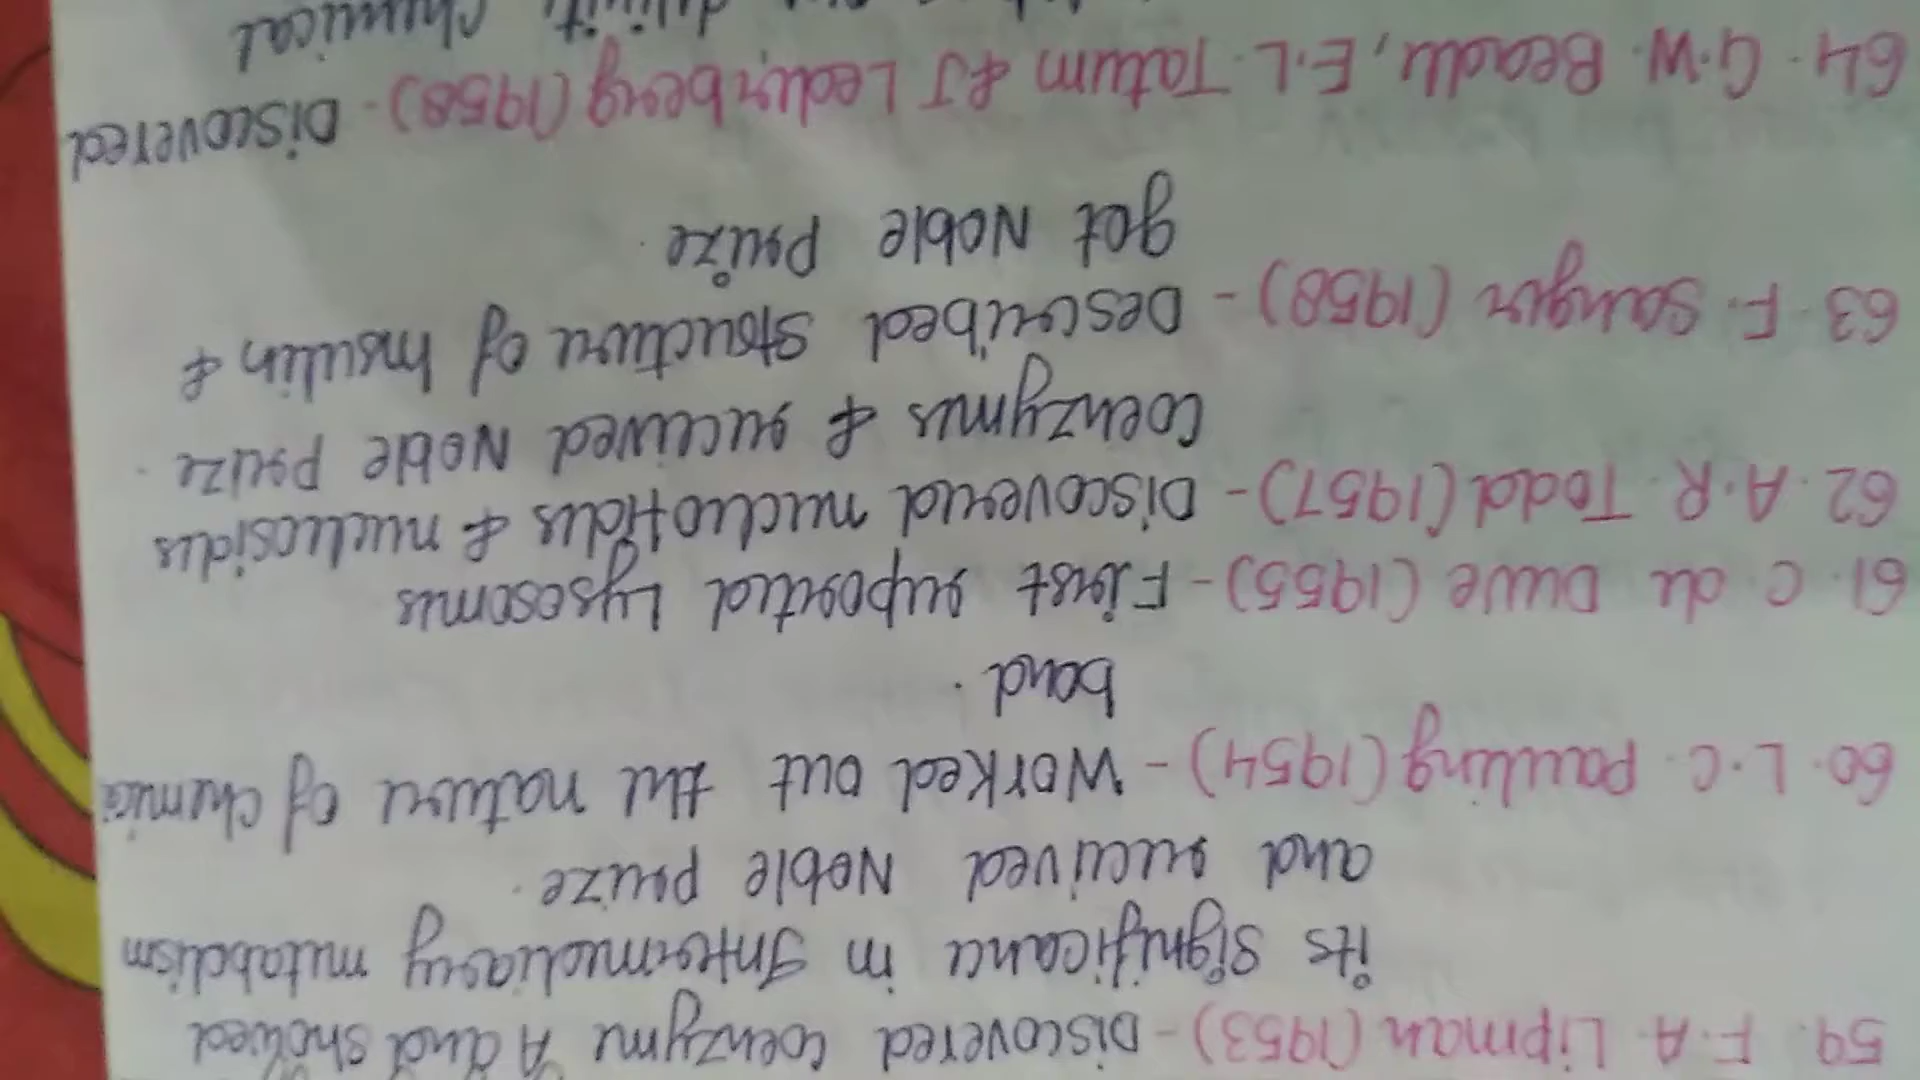 59. F.A. Lipman (1953) - Discovered coenzyme A and showed
its significance in Intermediary metabolism
and received Noble prize.
60. L.C. Pauling (1954) - Worked out the nature of chemical
bond.
61. C de Duve (1955) - First reported Lysosomes
62. A.R. Todd (1957) - Discovered nucleotides & nucleosides
coenzymes & received Noble prize.
63. F. Sanger (1958) - Described structure of Insulin &
got Noble prize.
64. G.W. Beadle, E.L. Tatum & J Lederberg (1958) - Discovered
chemical